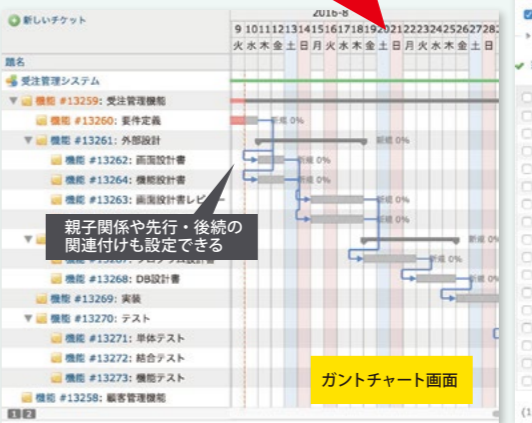 新しいチケット
2016-8
9 10 11 12 13 14 15 16 17 18 19 20 21 22 23 24 25 26 27 28
火 水 木 金 土 日 月 火 水 木 金 土 日 月 火 水 木 金 土 日
題名
受注管理システム
機能 #13259: 受注管理機能
機能 #13260: 要件定義
新規 0%
機能 #13261: 外部設計
新規 0%
機能 #13262: 画面設計書
新規 0%
機能 #13264: 機能設計書
新規 0%
機能 #13263: 画面設計書レビュー
新規 0%
新規 0%
親子関係や先行・後続の
関連付けも設定できる
新規 0%
新規 0%
機能 #13268: DB設計書
新規 0%
機能 #13269: 実装
機能 #13270: テスト
機能 #13271: 単体テスト
機能 #13272: 結合テスト
機能 #13273: 機能テスト
ガントチャート画面
機能 #13258: 顧客管理機能
1 2